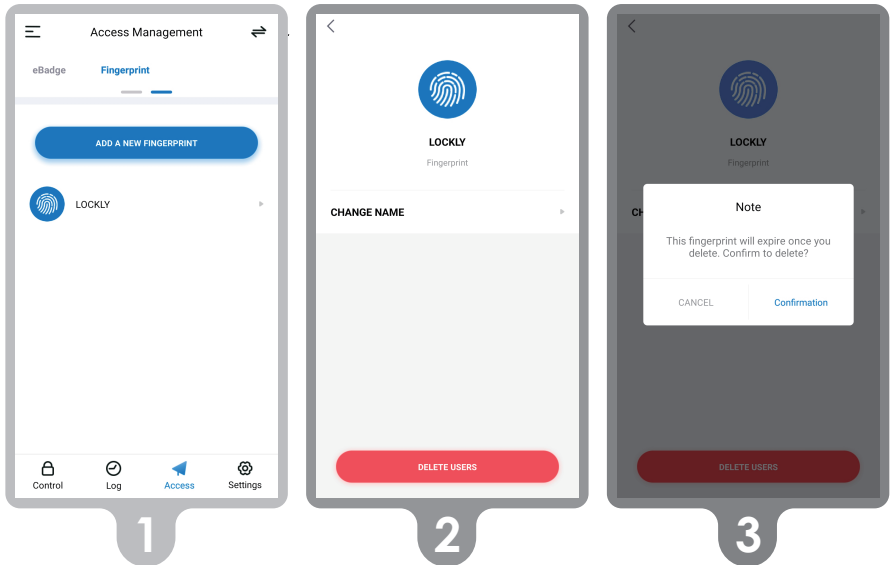 Access Management
eBadge Fingerprint
ADD A NEW FINGERPRINT
LOCKLY
Control Log Access Settings
1
LOCKLY
Fingerprint
CHANGE NAME
DELETE USERS
2
LOCKLY
Fingerprint
CH
Note
This fingerprint will expire once you
delete. Confirm to delete?
CANCEL Confirmation
DELETE USERS
3